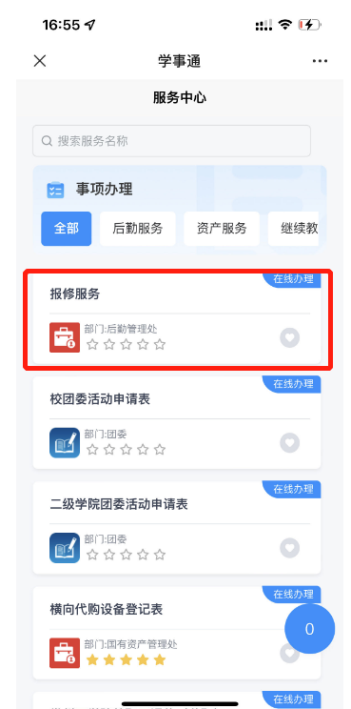 16:55
学事通
服务中心
搜索服务名称
事项办理
全部
后勤服务
资产服务
继续教
在线办理
报修服务
部门:后勤管理处
在线办理
校团委活动申请表
部门:团委
在线办理
二级学院团委活动申请表
部门:团委
在线办理
横向代购设备登记表
0
部门:国有资产管理处
在线办理